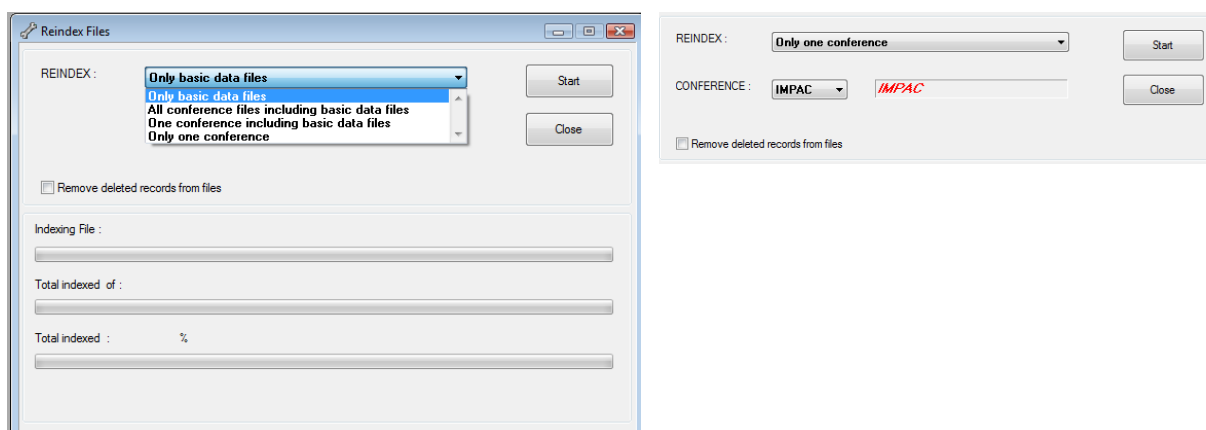 Reindex Files
REINDEX :
Only basic data files
Only basic data files
All conference files including basic data files
One conference including basic data files
Only one conference
Start
Close
Remove deleted records from files
Indexing File :
Total indexed of :
Total indexed : %
REINDEX :
Only one conference
Start
CONFERENCE :
IMPAC
IMPAC
Close
Remove deleted records from files